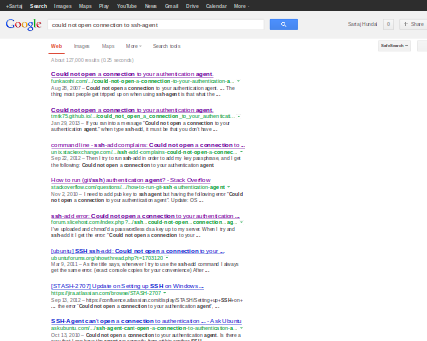 +Saroj Search Images Maps Play YouTube News Gmail Drive Calendar More
Google could not open connection to ssh-agent Saroj Handoi 0 + Share
Web Images Maps More Search tools SafeSearch
About 127,000 results (0.25 seconds)
Could not open a connection to your authentication agent.
funkatohi.com/.../could-not-open-a-connection-to-your-authentication-a...
Aug 28, 2007 – Could not open a connection to your authentication agent. ... The
thing most people get tripped up on when using ssh-agent is that what the ...
Could not open a connection to your authentication agent.
Jan 29, 2013 – If you ran into a message "Could not open a connection to your
authentication agent." when type ssh-add, it must be that you don't have ...
command line - ssh-add complains: Could not open a connection to ...
unix.stackexchange.com/.../ssh-add-complains-could-not-open-a-connec...
Sep 22, 2012 – Then I try to run ssh-add in order to add my key passphrase, and I get
the following: Could not open a connection to your authentication agent
How to run (git/ssh) authentication agent? - Stack Overflow
stackoverflow.com/questions/.../how-to-run-git-ssh-authentication-agent
Nov 2, 2010 – I need to add pub key to ssh agent but having the following error "Could
not open a connection to your authentication agent". Update: OS ...
ssh-add error: Could not open a connection to your authentication ...
forum.slicehost.com/index.php?.../ssh...could-not-open...connection...ag...
I've uploaded and chmod'd a passwordless dsa key up to my server. When I try and
ssh-add it I get the error: "Could not open a connection to your ...
[ubuntu] SSH ssh-add: Could not open a connection to your ...
ubuntuforums.org/showthread.php?t=1703120
Mar 9, 2011 – As the title says, whenever I try to use the ssh-add command I always
get the same error. (exact console copies for your convenience) After ...
[STASH-2707] Update on Setting up SSH on Windows ...
https://jira.atlassian.com/browse/STASH-2707
Sep 13, 2012 – https://confluence.atlassian.com/display/STASH/Setting+up+SSH+on+
.... the error "Could not open a connection to your authentication agent", ...
SSH-Agent can't open a connection to authentication ... - Ask Ubuntu
askubuntu.com/.../ssh-agent-cant-open-a-connection-to-authentication-a...
Oct 13, 2010 – Could not open a connection to your authentication agent. Is there a